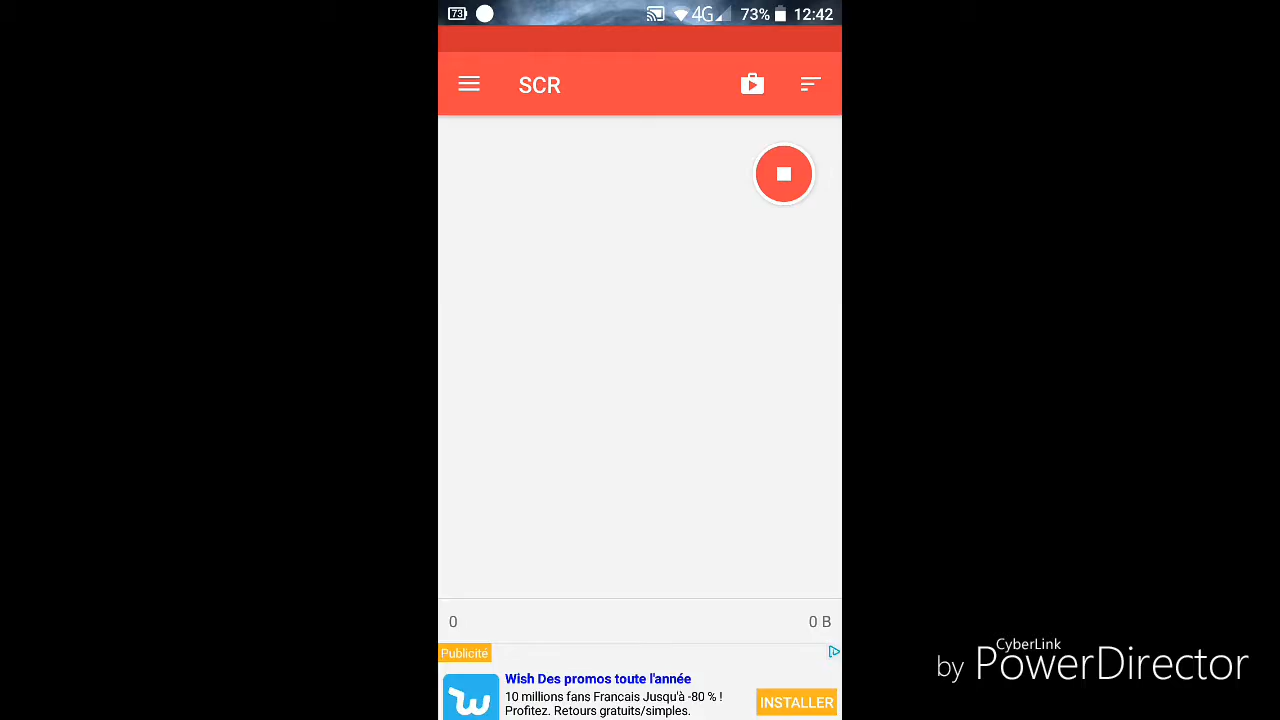 73 4G 73% 12:42
SCR
0 0 B
Publicité
Wish Des promos toute l'année
10 millions fans Francais Jusqu'à -80 % !
Profitez. Retours gratuits/simples.
INSTALLER
CyberLink
by PowerDirector